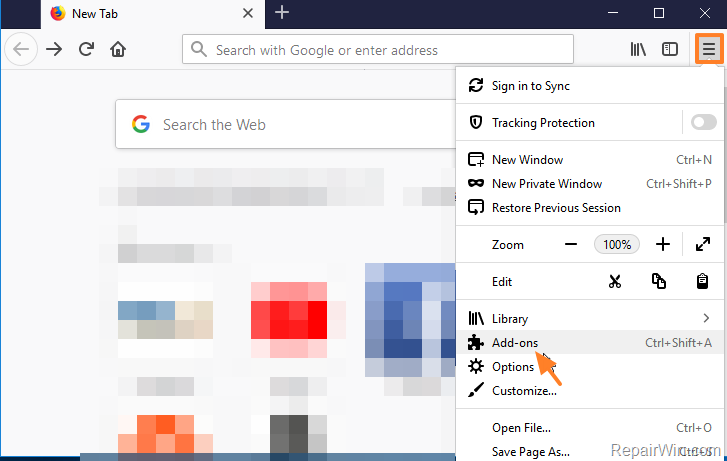 New Tab
Search with Google or enter address
Search the Web
Sign in to Sync
Tracking Protection
New Window Ctrl+N
New Private Window Ctrl+Shift+P
Restore Previous Session
Zoom 100%
Edit
Library
Add-ons Ctrl+Shift+A
Options
Customize...
Open File... Ctrl+O
Save Page As... Ctrl+S
RepairWin.com